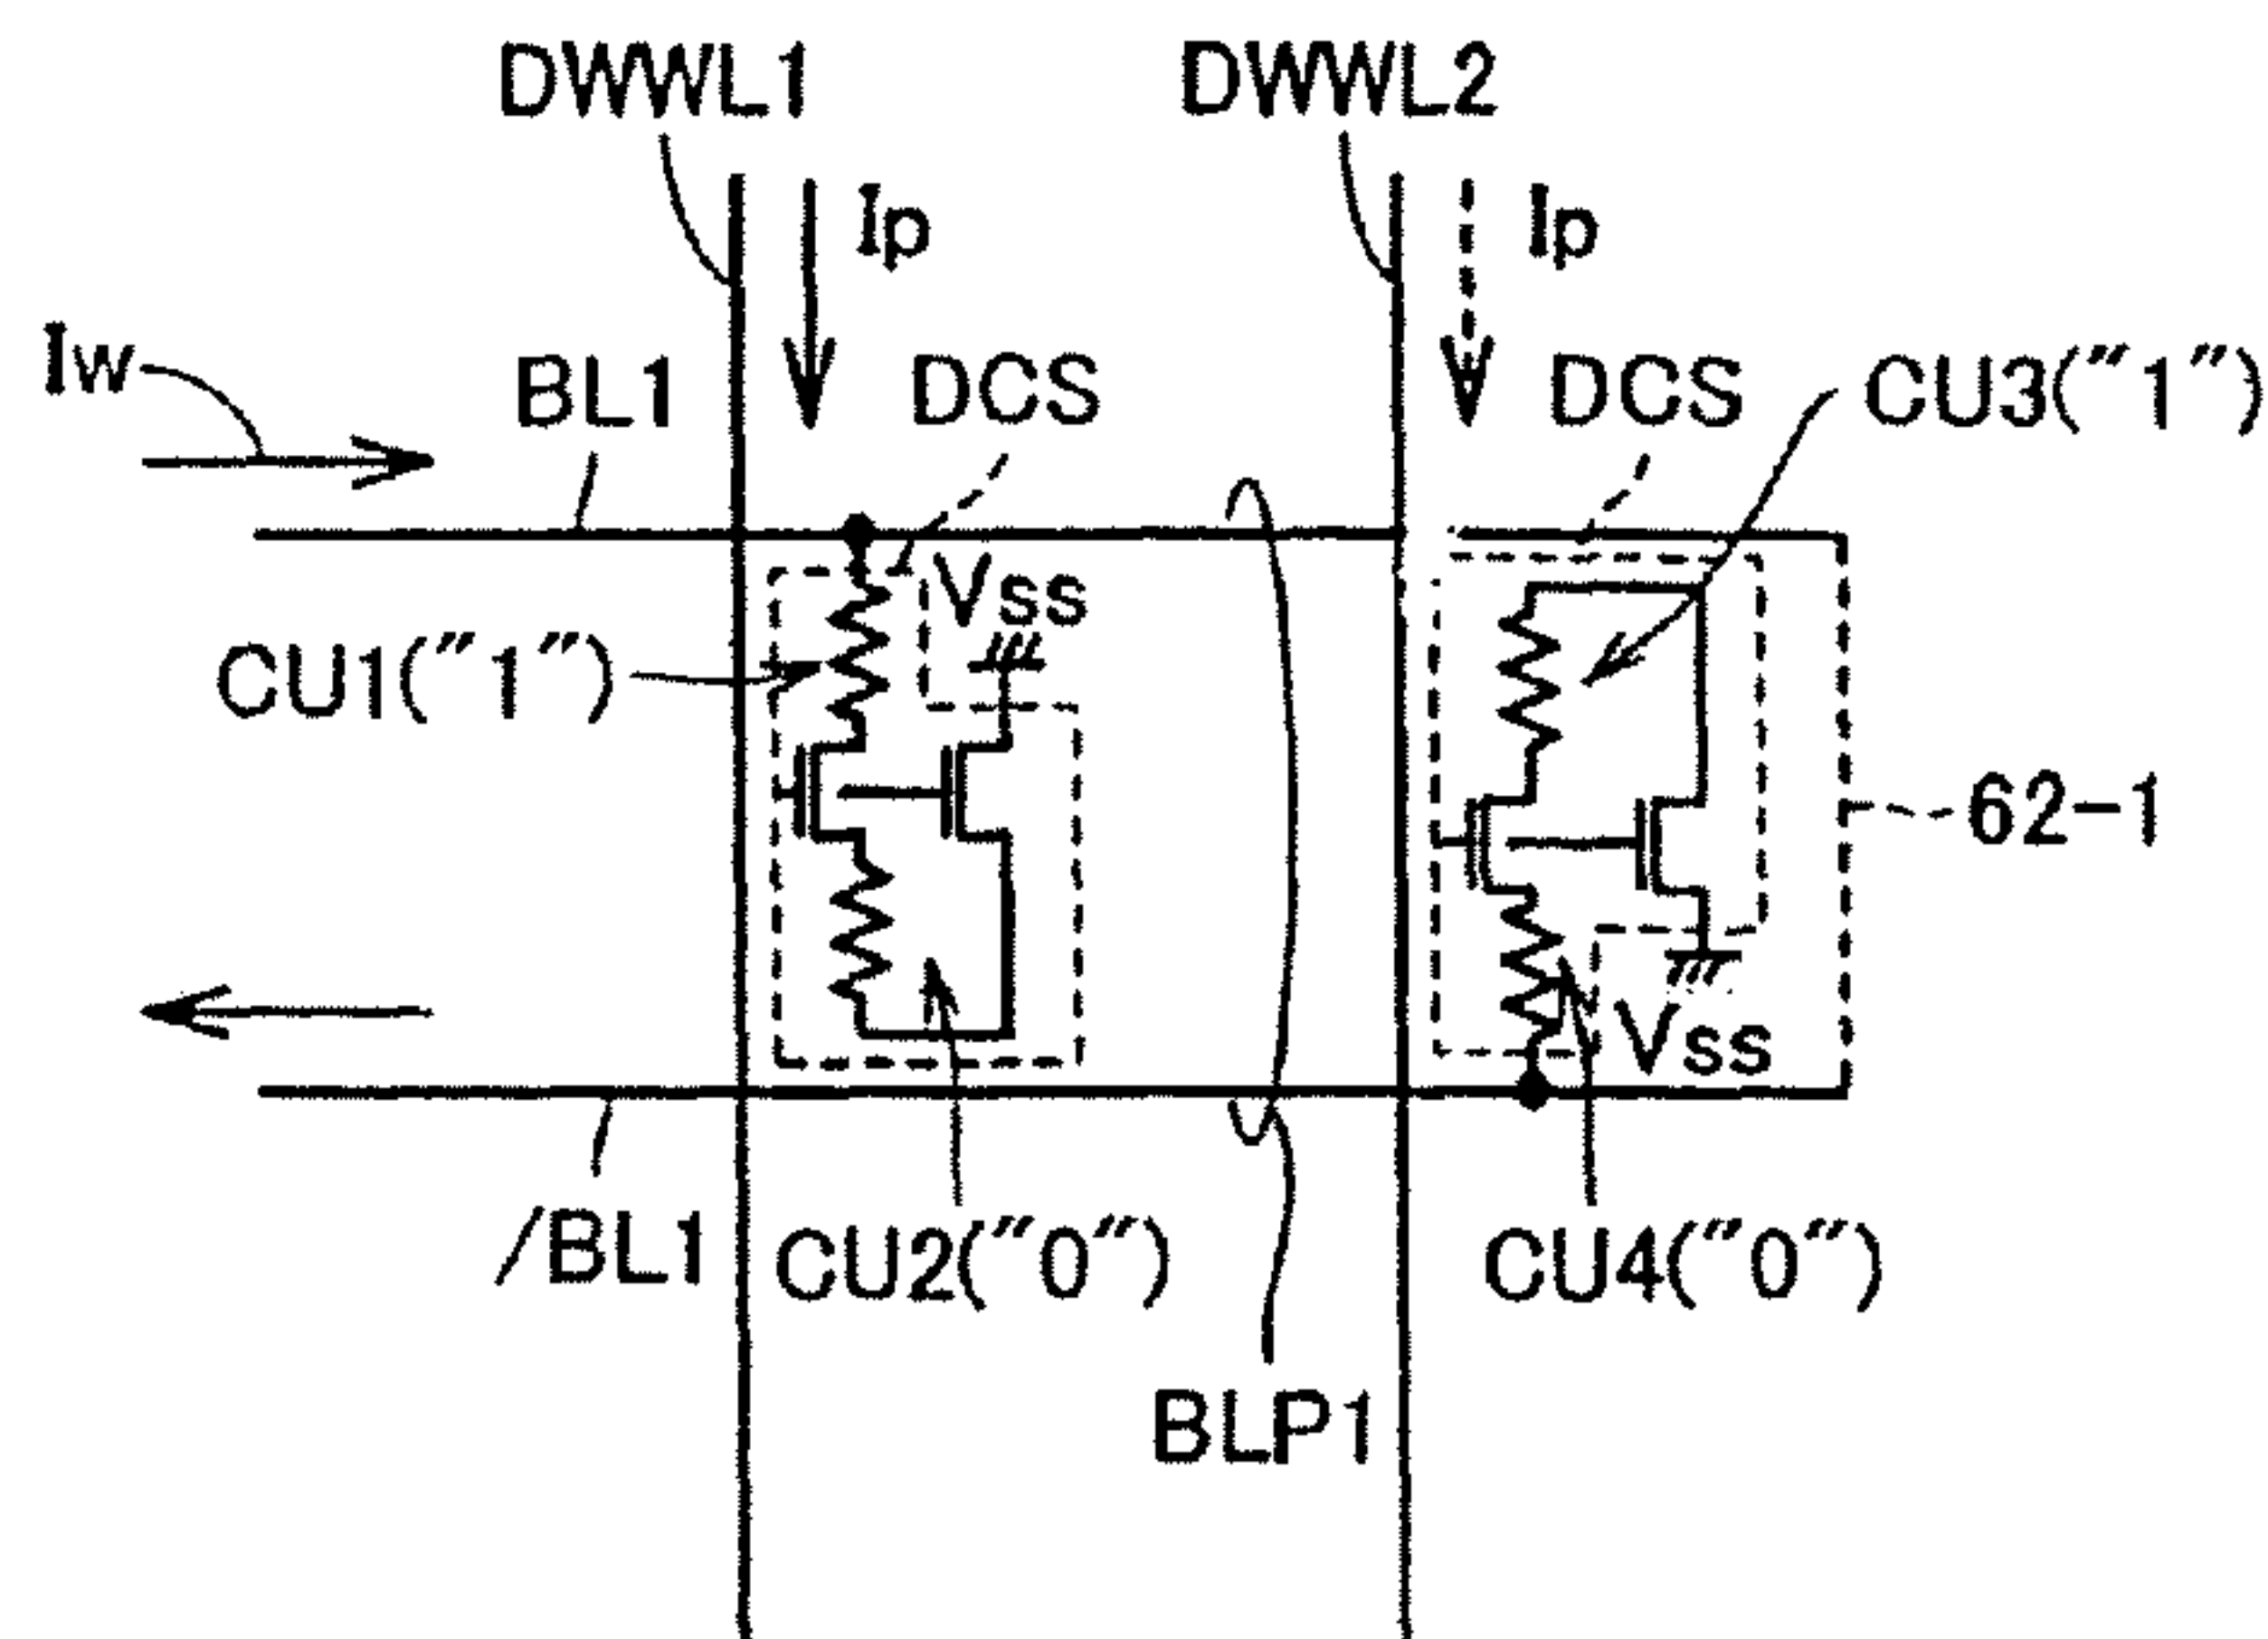 DWWL1
DWWL2
Ip
Ip
Iw
BL1
DCS
DCS
CU3("1")
Vss
CU1("1")
62-1
Vss
/BL1
CU2("0")
CU4("0")
BLP1